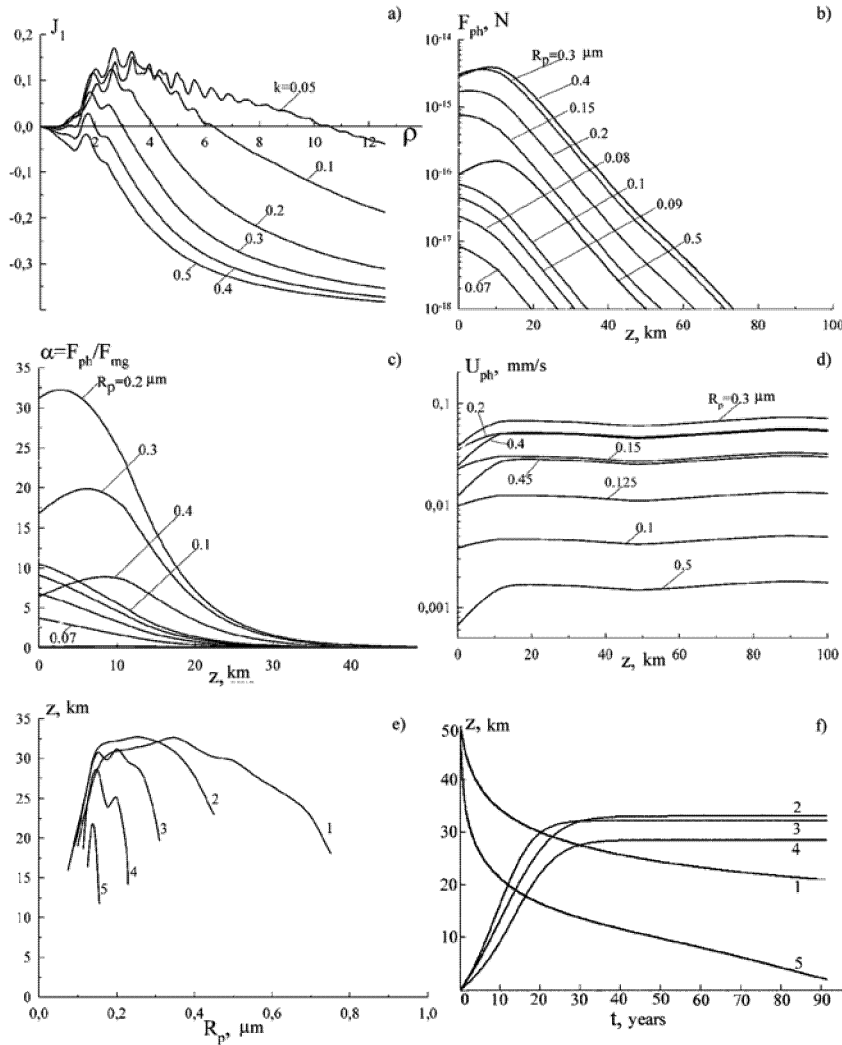 a)
J₁
0,2
0,1
0,0
-0,1
-0,2
-0,3
2
4
6
8
10
12
ρ
k=0.05
0.1
0.2
0.3
0.4
0.5
b)
F_ph, N
10⁻¹⁴
10⁻¹⁵
10⁻¹⁶
10⁻¹⁷
10⁻¹⁸
R_p=0.3 μm
0.4
0.15
0.2
0.08
0.1
0.09
0.5
0.07
0 20 40 60 80 100
z, km
c)
α=F_ph/F_mg
35
30
25
20
15
10
5
0
R_p=0.2 μm
0.3
0.4
0.1
0.07
0 10 20 30 40
z, km
d)
U_ph, mm/s
0,1
0,01
0,001
R_p=0.3 μm
0.2
0.4
0.15
0.45
0.125
0.1
0.5
0 20 40 60 80 100
z, km
e)
z, km
35
30
25
20
15
10
5
0
1
2
3
4
5
0,0 0,2 0,4 0,6 0,8 1,0
R_p, μm
f)
z, km
50
40
30
20
10
0
2
3
4
1
5
0 10 20 30 40 50 60 70 80 90
t, years